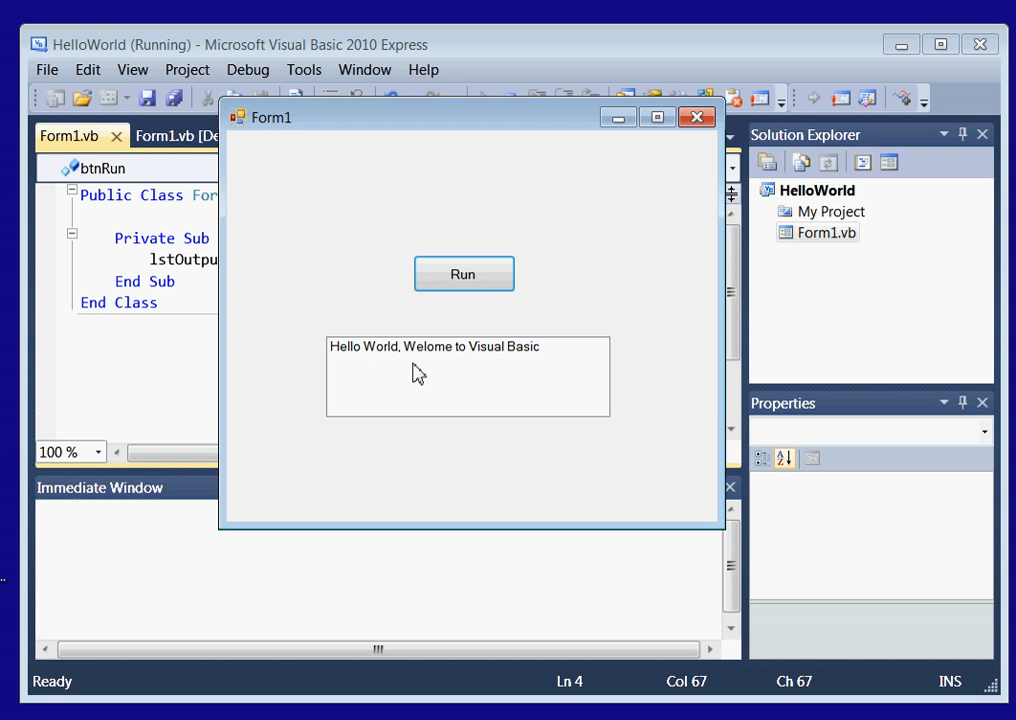 HelloWorld (Running) - Microsoft Visual Basic 2010 Express
File Edit View Project Debug Tools Window Help
Form1
Form1.vb
Form1.vb [De
Solution Explorer
btnRun
HelloWorld
My Project
Form1.vb
Public Class For
Private Sub
lstOutpu
End Sub
End Class
Run
Hello World, Welome to Visual Basic
Properties
100 %
Immediate Window
Ready Ln 4 Col 67 Ch 67 INS